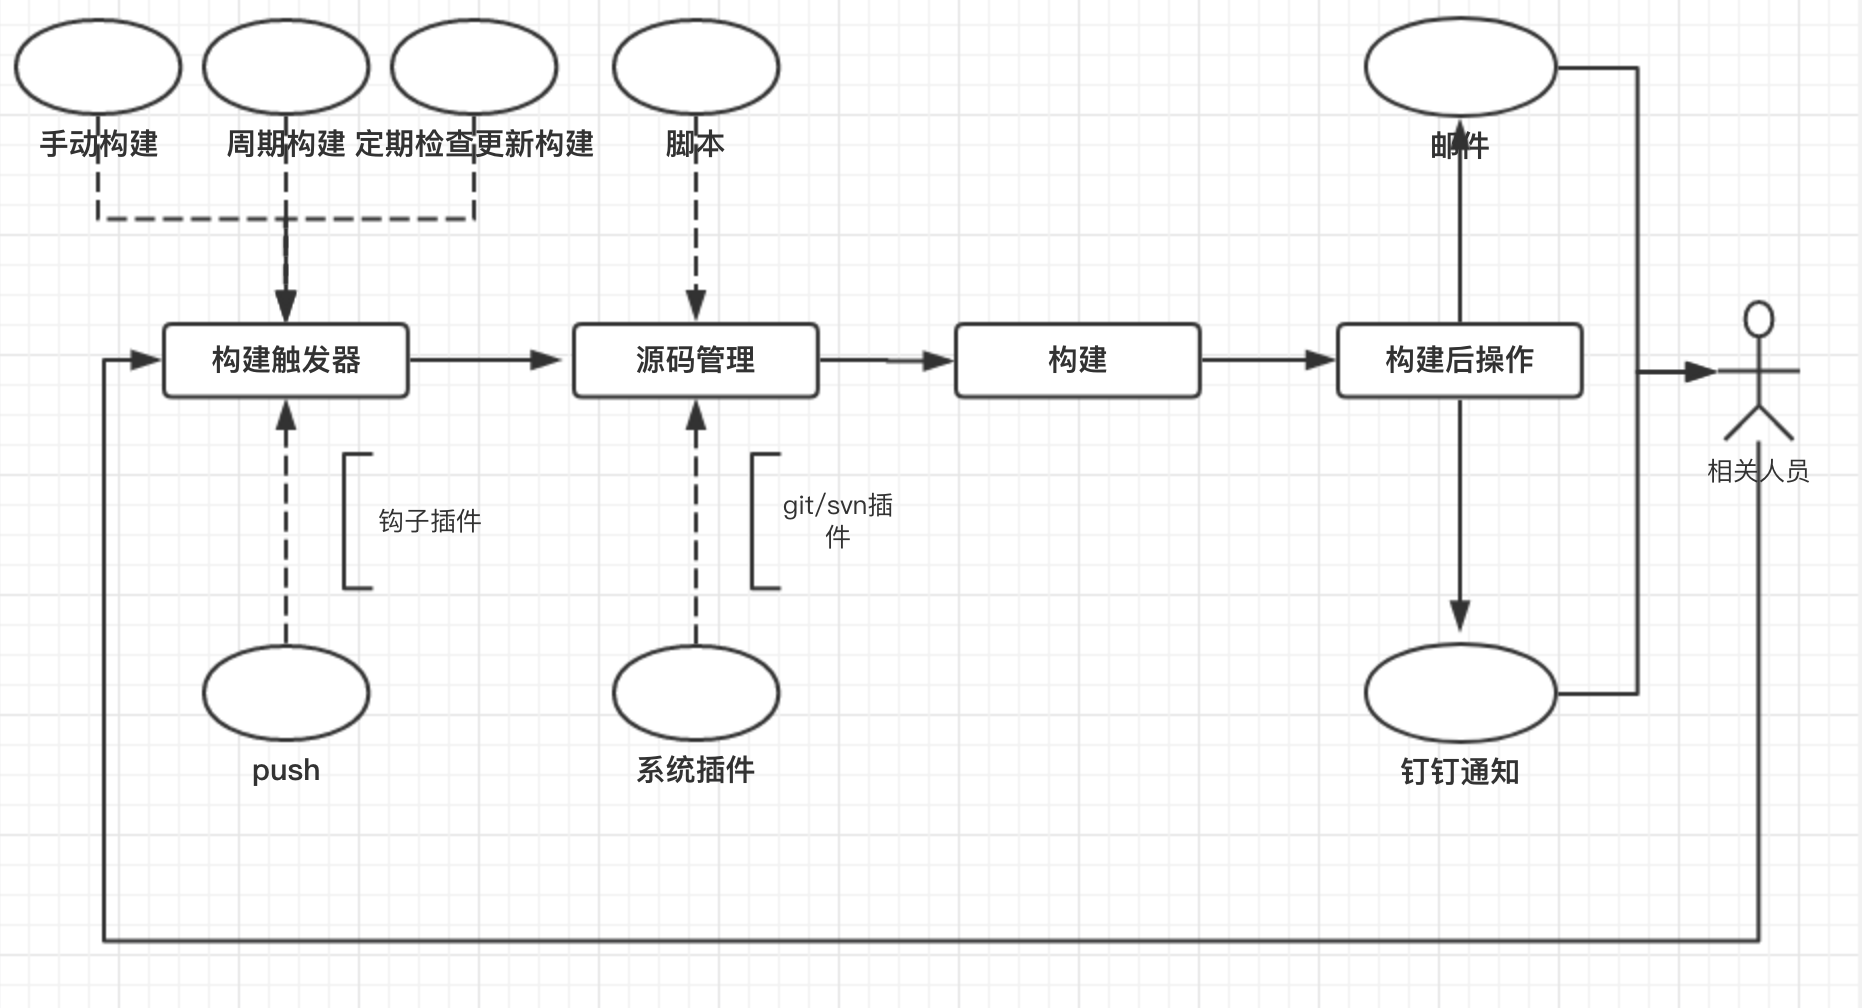 手动构建
周期构建
定期检查更新构建
脚本
邮件
构建触发器
源码管理
构建
构建后操作
相关人员
钩子插件
git/svn插
件
push
系统插件
钉钉通知